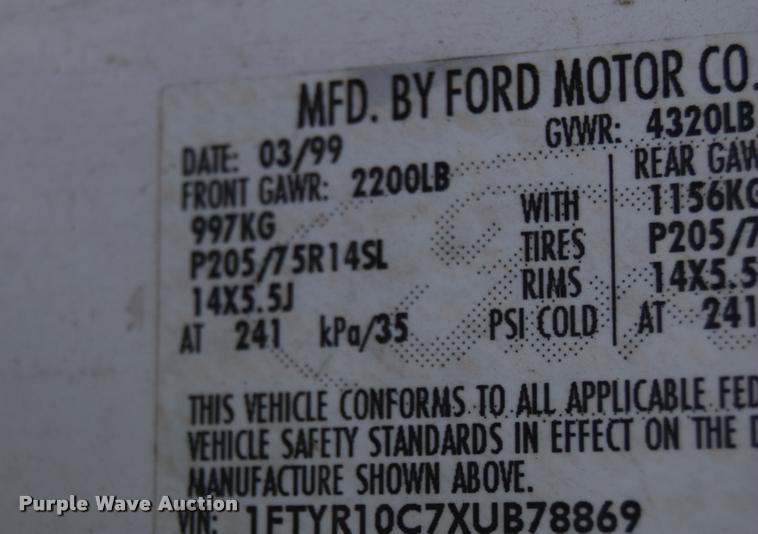 MFD. BY FORD MOTOR CO.
DATE: 03/99 GVWR: 4320LB
FRONT GAWR: 2200LB REAR GAW
997KG WITH 1156KG
P205/75R14SL TIRES P205/7
14X5.5J RIMS 14X5.5
AT 241 kPa/35 PSI COLD AT 241
THIS VEHICLE CONFORMS TO ALL APPLICABLE FED
VEHICLE SAFETY STANDARDS IN EFFECT ON THE D
MANUFACTURE SHOWN ABOVE.
VIN: 1FTYR10C7XUB78869
Purple Wave Auction